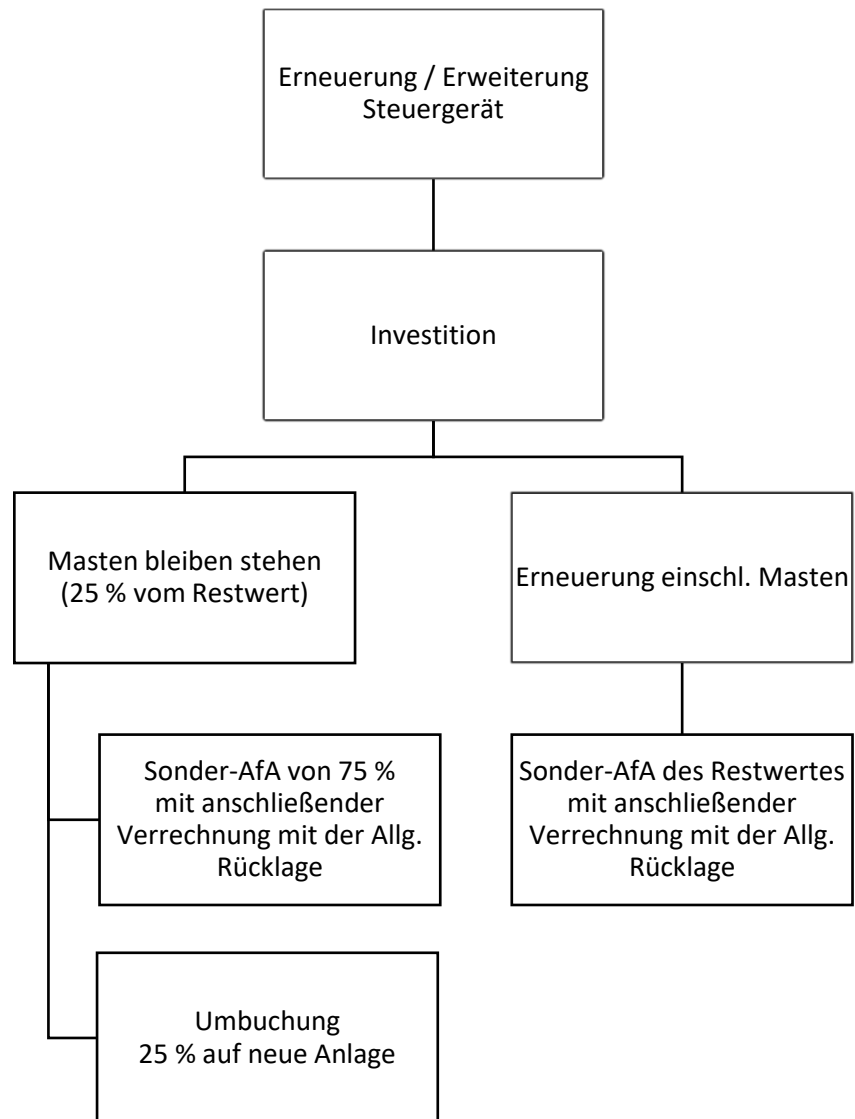 Erneuerung / Erweiterung
Steuergerät
Investition
Masten bleiben stehen
(25 % vom Restwert)
Erneuerung einschl. Masten
Sonder-AfA von 75 %
mit anschließender
Verrechnung mit der Allg.
Rücklage
Sonder-AfA des Restwertes
mit anschließender
Verrechnung mit der Allg.
Rücklage
Umbuchung
25 % auf neue Anlage